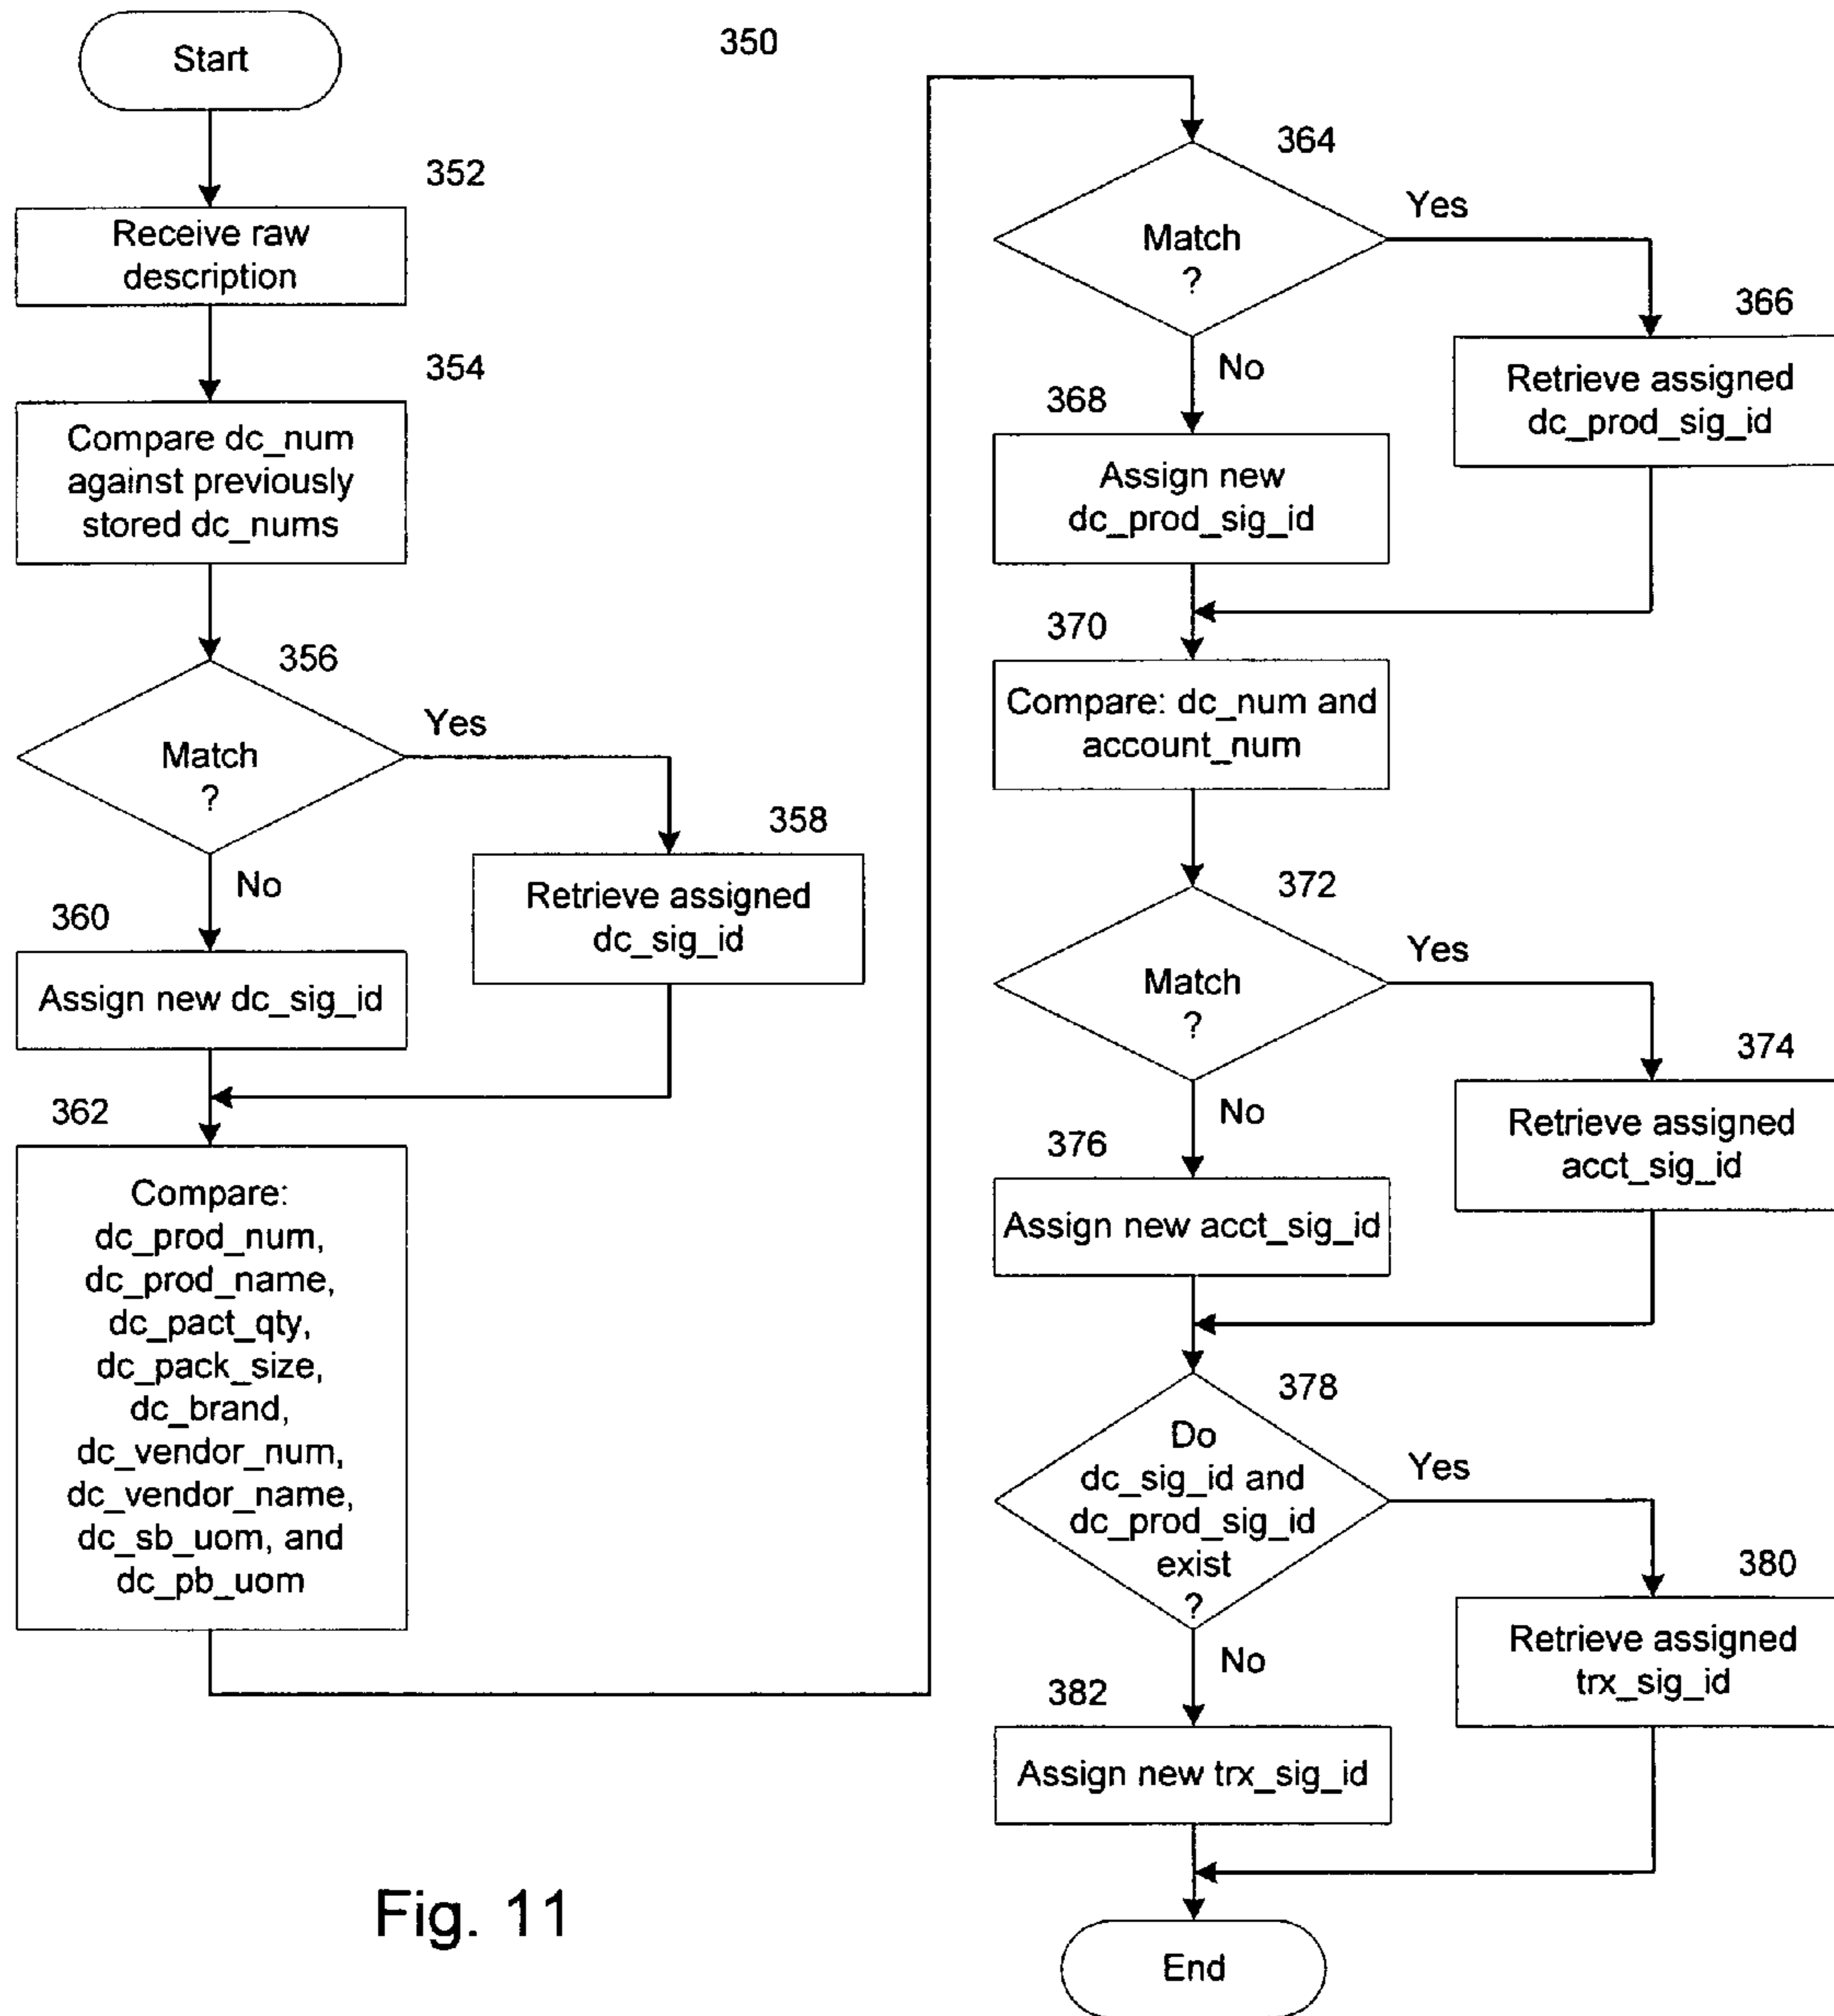 350
Start
352
Receive raw
description
354
Compare dc_num
against previously
stored dc_nums
356
Match
?
Yes
358
Retrieve assigned
dc_sig_id
No
360
Assign new dc_sig_id
362
Compare:
dc_prod_num,
dc_prod_name,
dc_pact_qty,
dc_pack_size,
dc_brand,
dc_vendor_num,
dc_vendor_name,
dc_sb_uom, and
dc_pb_uom
364
Match
?
Yes
366
Retrieve assigned
dc_prod_sig_id
No
368
Assign new
dc_prod_sig_id
370
Compare: dc_num and
account_num
372
Match
?
Yes
374
Retrieve assigned
acct_sig_id
No
376
Assign new acct_sig_id
378
Do
dc_sig_id and
dc_prod_sig_id
exist
?
Yes
380
Retrieve assigned
trx_sig_id
No
382
Assign new trx_sig_id
End
Fig. 11